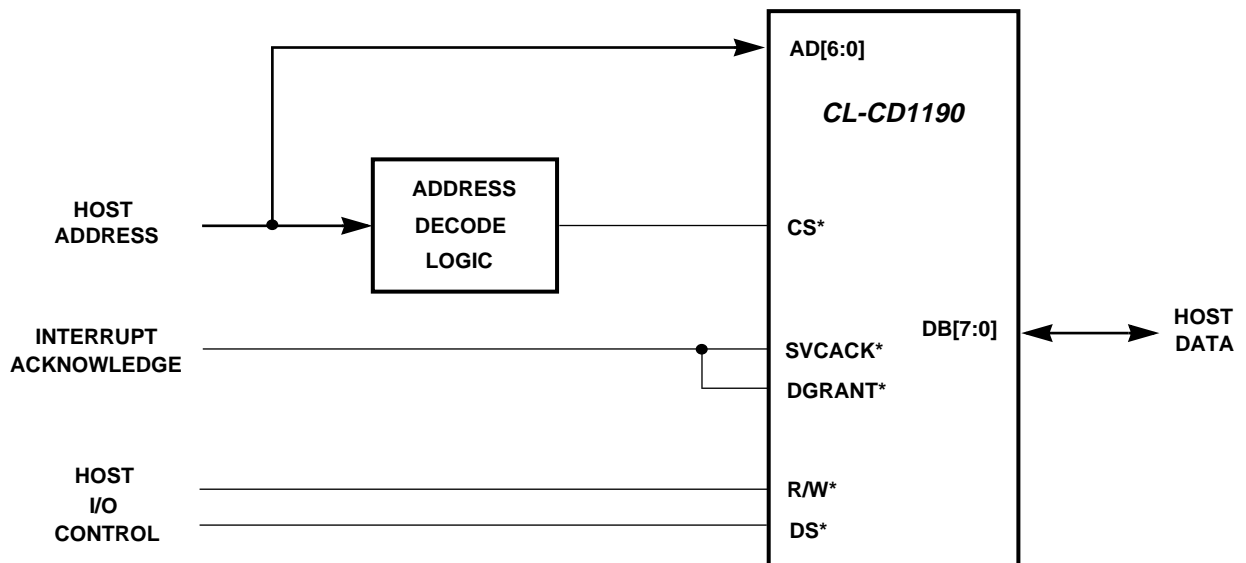 AD[6:0]
CL-CD1190
HOST
ADDRESS
ADDRESS
DECODE
LOGIC
CS*
INTERRUPT
ACKNOWLEDGE
SVCACK*
DGRANT*
DB[7:0]
HOST
DATA
HOST
I/O
CONTROL
R/W*
DS*